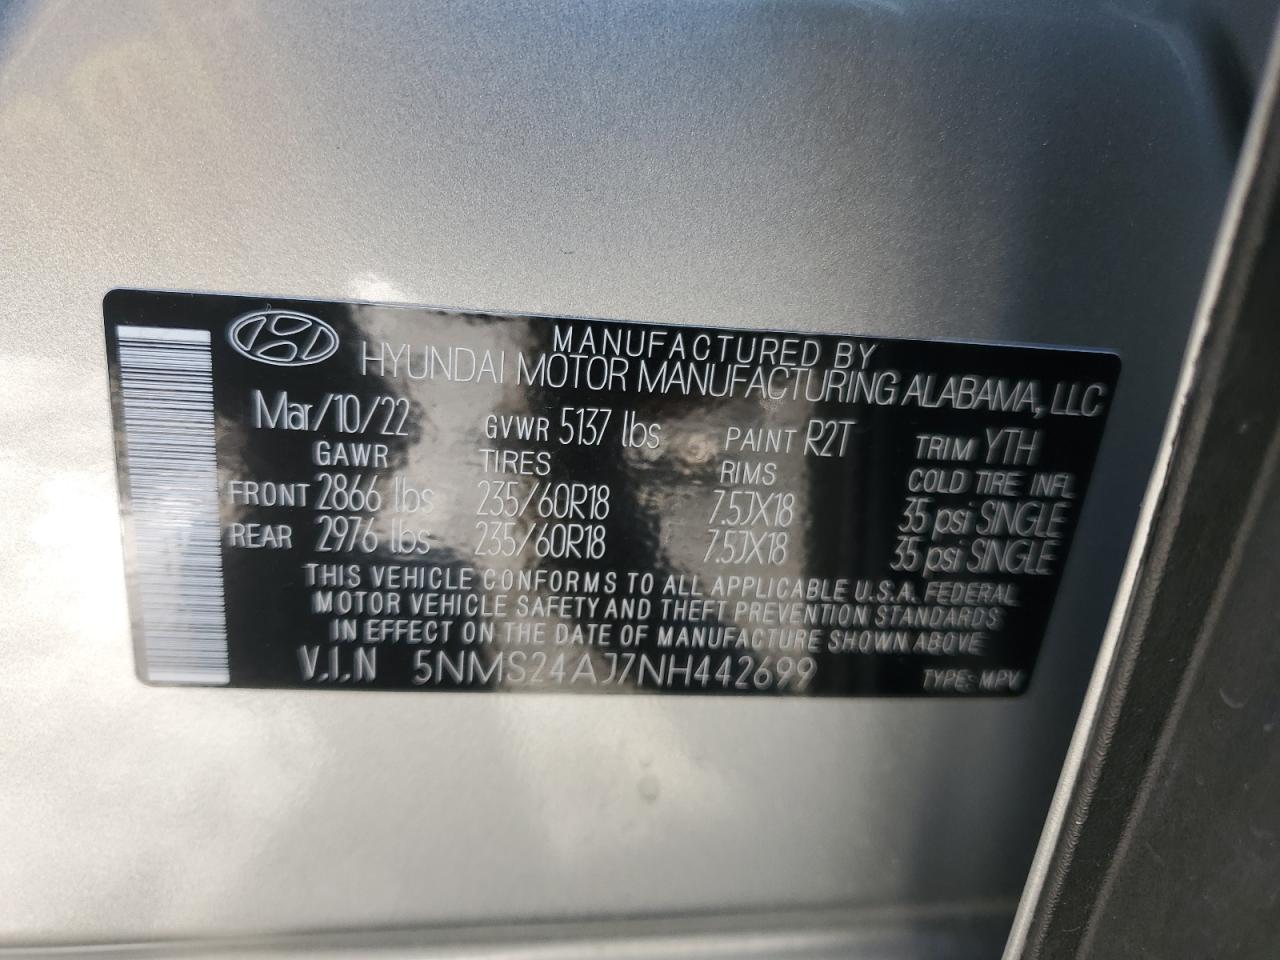 MANUFACTURED BY
HYUNDAI MOTOR MANUFACTURING ALABAMA, LLC
Mar/10/22 GVWR 5137 lbs PAINT R2T TRIM YTH
GAWR TIRES RIMS COLD TIRE INFL
FRONT 2866 lbs 235/60R18 7.5JX18 35 psi SINGLE
REAR 2976 lbs 235/60R18 7.5JX18 35 psi SINGLE
THIS VEHICLE CONFORMS TO ALL APPLICABLE U.S.A. FEDERAL
MOTOR VEHICLE SAFETY AND THEFT PREVENTION STANDARDS
IN EFFECT ON THE DATE OF MANUFACTURE SHOWN ABOVE
V.I.N 5NMS24AJ7NH442699 TYPE: MPV